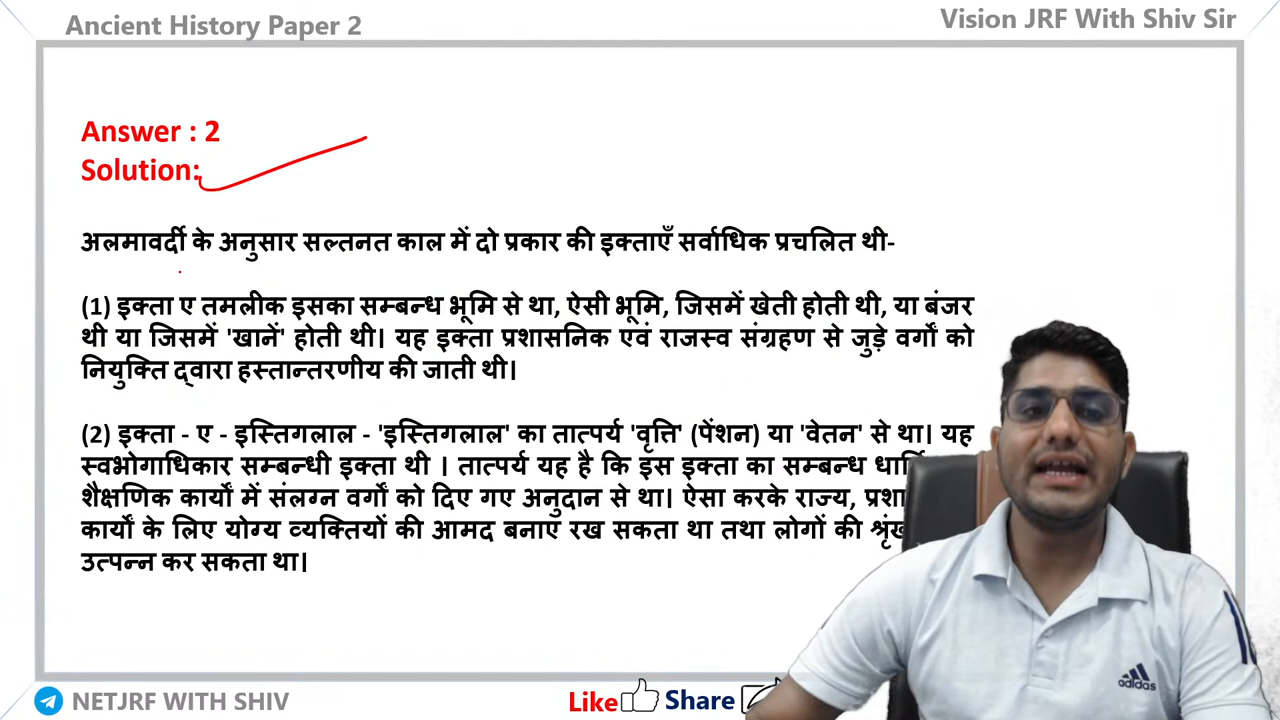 Ancient History Paper 2
Vision JRF With Shiv Sir
Answer : 2
Solution:
अलमावर्दी के अनुसार सल्तनत काल में दो प्रकार की इक्ताएँ सर्वाधिक प्रचलित थी-
(1) इक्ता ए तमलीक इसका सम्बन्ध भूमि से था, ऐसी भूमि, जिसमें खेती होती थी, या बंजर
थी या जिसमें 'खानें' होती थी। यह इक्ता प्रशासनिक एवं राजस्व संग्रहण से जुड़े वर्गों को
नियुक्ति द्वारा हस्तान्तरणीय की जाती थी।
(2) इक्ता - ए - इस्तिगलाल - 'इस्तिगलाल' का तात्पर्य 'वृत्ति' (पेंशन) या 'वेतन' से था। यह
स्वभोगाधिकार सम्बन्धी इक्ता थी । तात्पर्य यह है कि इस इक्ता का सम्बन्ध
शैक्षणिक कार्यों में संलग्न वर्गों को दिए गए अनुदान से था। ऐसा करके राज्य,
कार्यों के लिए योग्य व्यक्तियों की आमद बनाए रख सकता था तथा लोगों की
उत्पन्न कर सकता था।
adidas
NETJRF WITH SHIV
Like Share